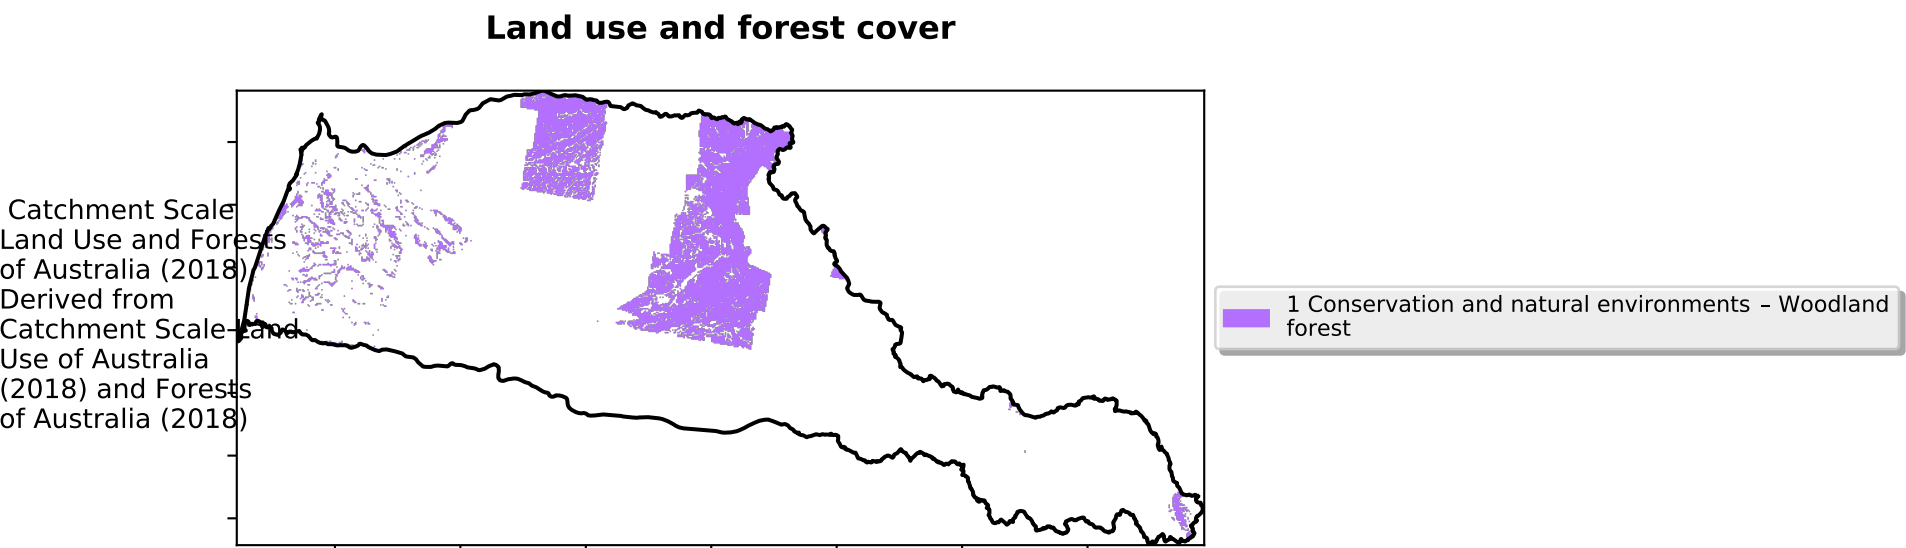 Land use and forest cover
Catchment Scale
Land Use and Forests
of Australia (2018)
Derived from
Catchment Scale Land
Use of Australia
(2018) and Forests
of Australia (2018)
1 Conservation and natural environments – Woodland
forest